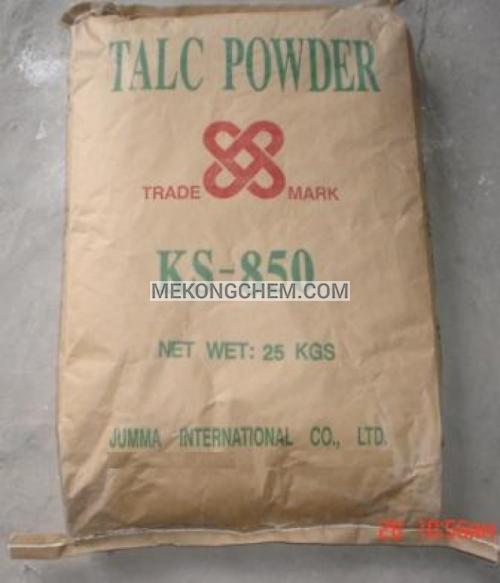 TALC POWDER
TRADE MARK
KS-850
MEKONGCHEM.COM
NET WET: 25 KGS
JUMMA INTERNATIONAL CO., LTD.